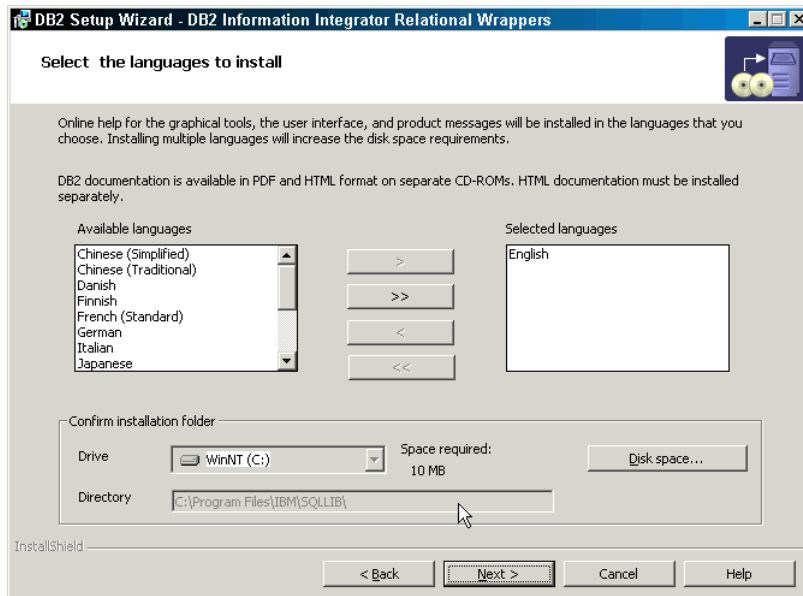 DB2 Setup Wizard - DB2 Information Integrator Relational Wrappers
Select the languages to install
Online help for the graphical tools, the user interface, and product messages will be installed in the languages that you
choose. Installing multiple languages will increase the disk space requirements.
DB2 documentation is available in PDF and HTML format on separate CD-ROMs. HTML documentation must be installed
separately.
Available languages
Selected languages
Chinese (Simplified)
Chinese (Traditional)
Danish
Finnish
French (Standard)
German
Italian
Japanese
>
>>
<
<<
English
Confirm installation folder
Drive
WinNT (C:)
Space required:
10 MB
Disk space...
Directory
C:\Program Files\IBM\SQLLIB\
InstallShield
< Back
Next >
Cancel
Help